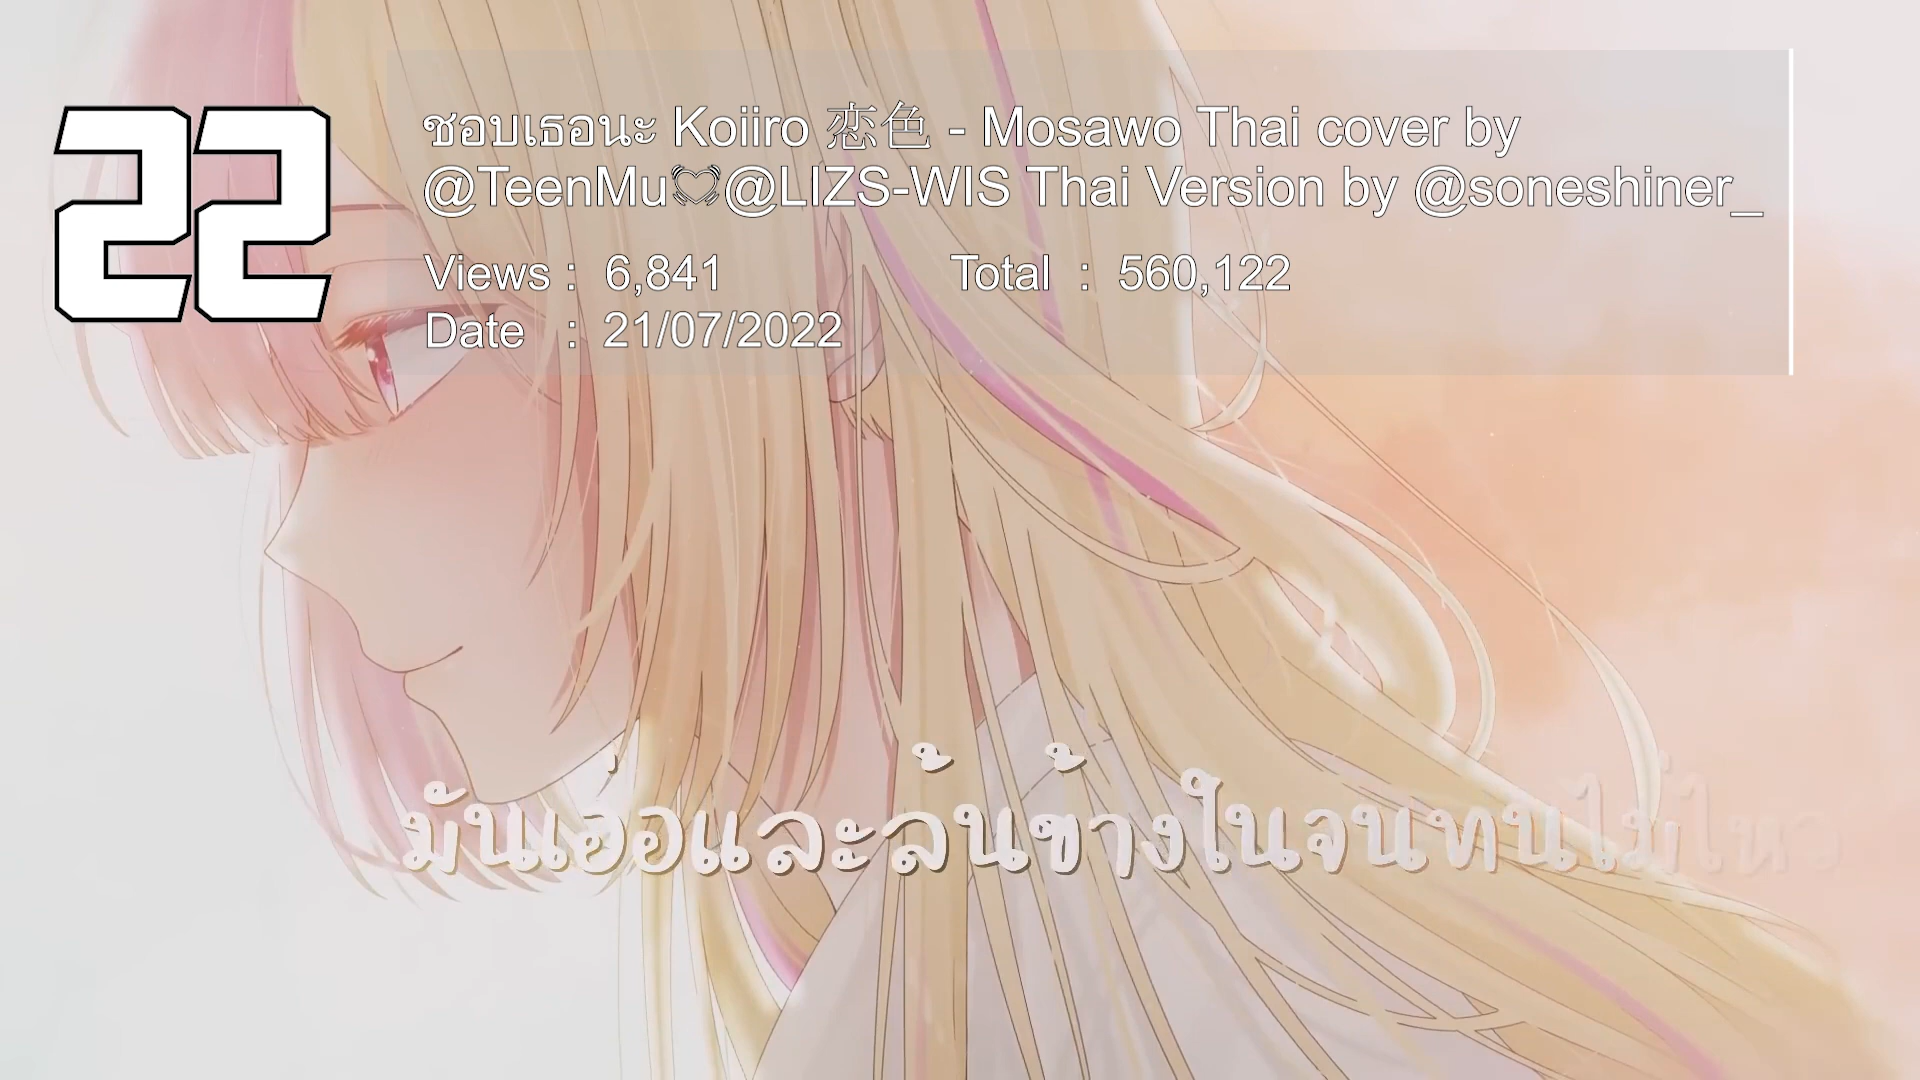 22
ชอบเธอนะ Koiiro 恋色 - Mosawo Thai cover by
@TeenMu💓@LIZS-WIS Thai Version by @soneshiner_
Views : 6,841 Total : 560,122
Date : 21/07/2022
มันเอ่อและล้นข้างในจนทนไม่ไหว